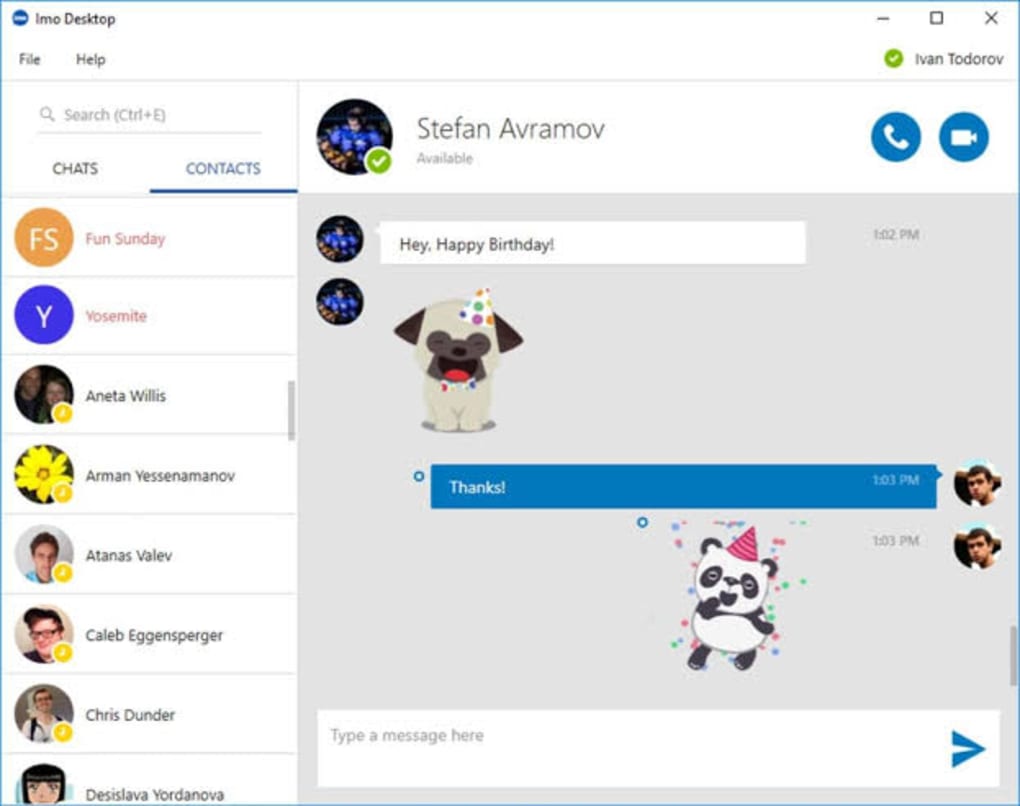 Imo Desktop
File Help
Ivan Todorov
Search (Ctrl+E)
CHATS CONTACTS
FS Fun Sunday
Y Yosemite
Aneta Willis
Arman Yessenamanov
Atanas Valev
Caleb Eggensperger
Chris Dunder
Desislava Yordanova
Stefan Avramov
Available
Hey, Happy Birthday! 1:02 PM
Thanks! 1:03 PM
1:03 PM
Type a message here